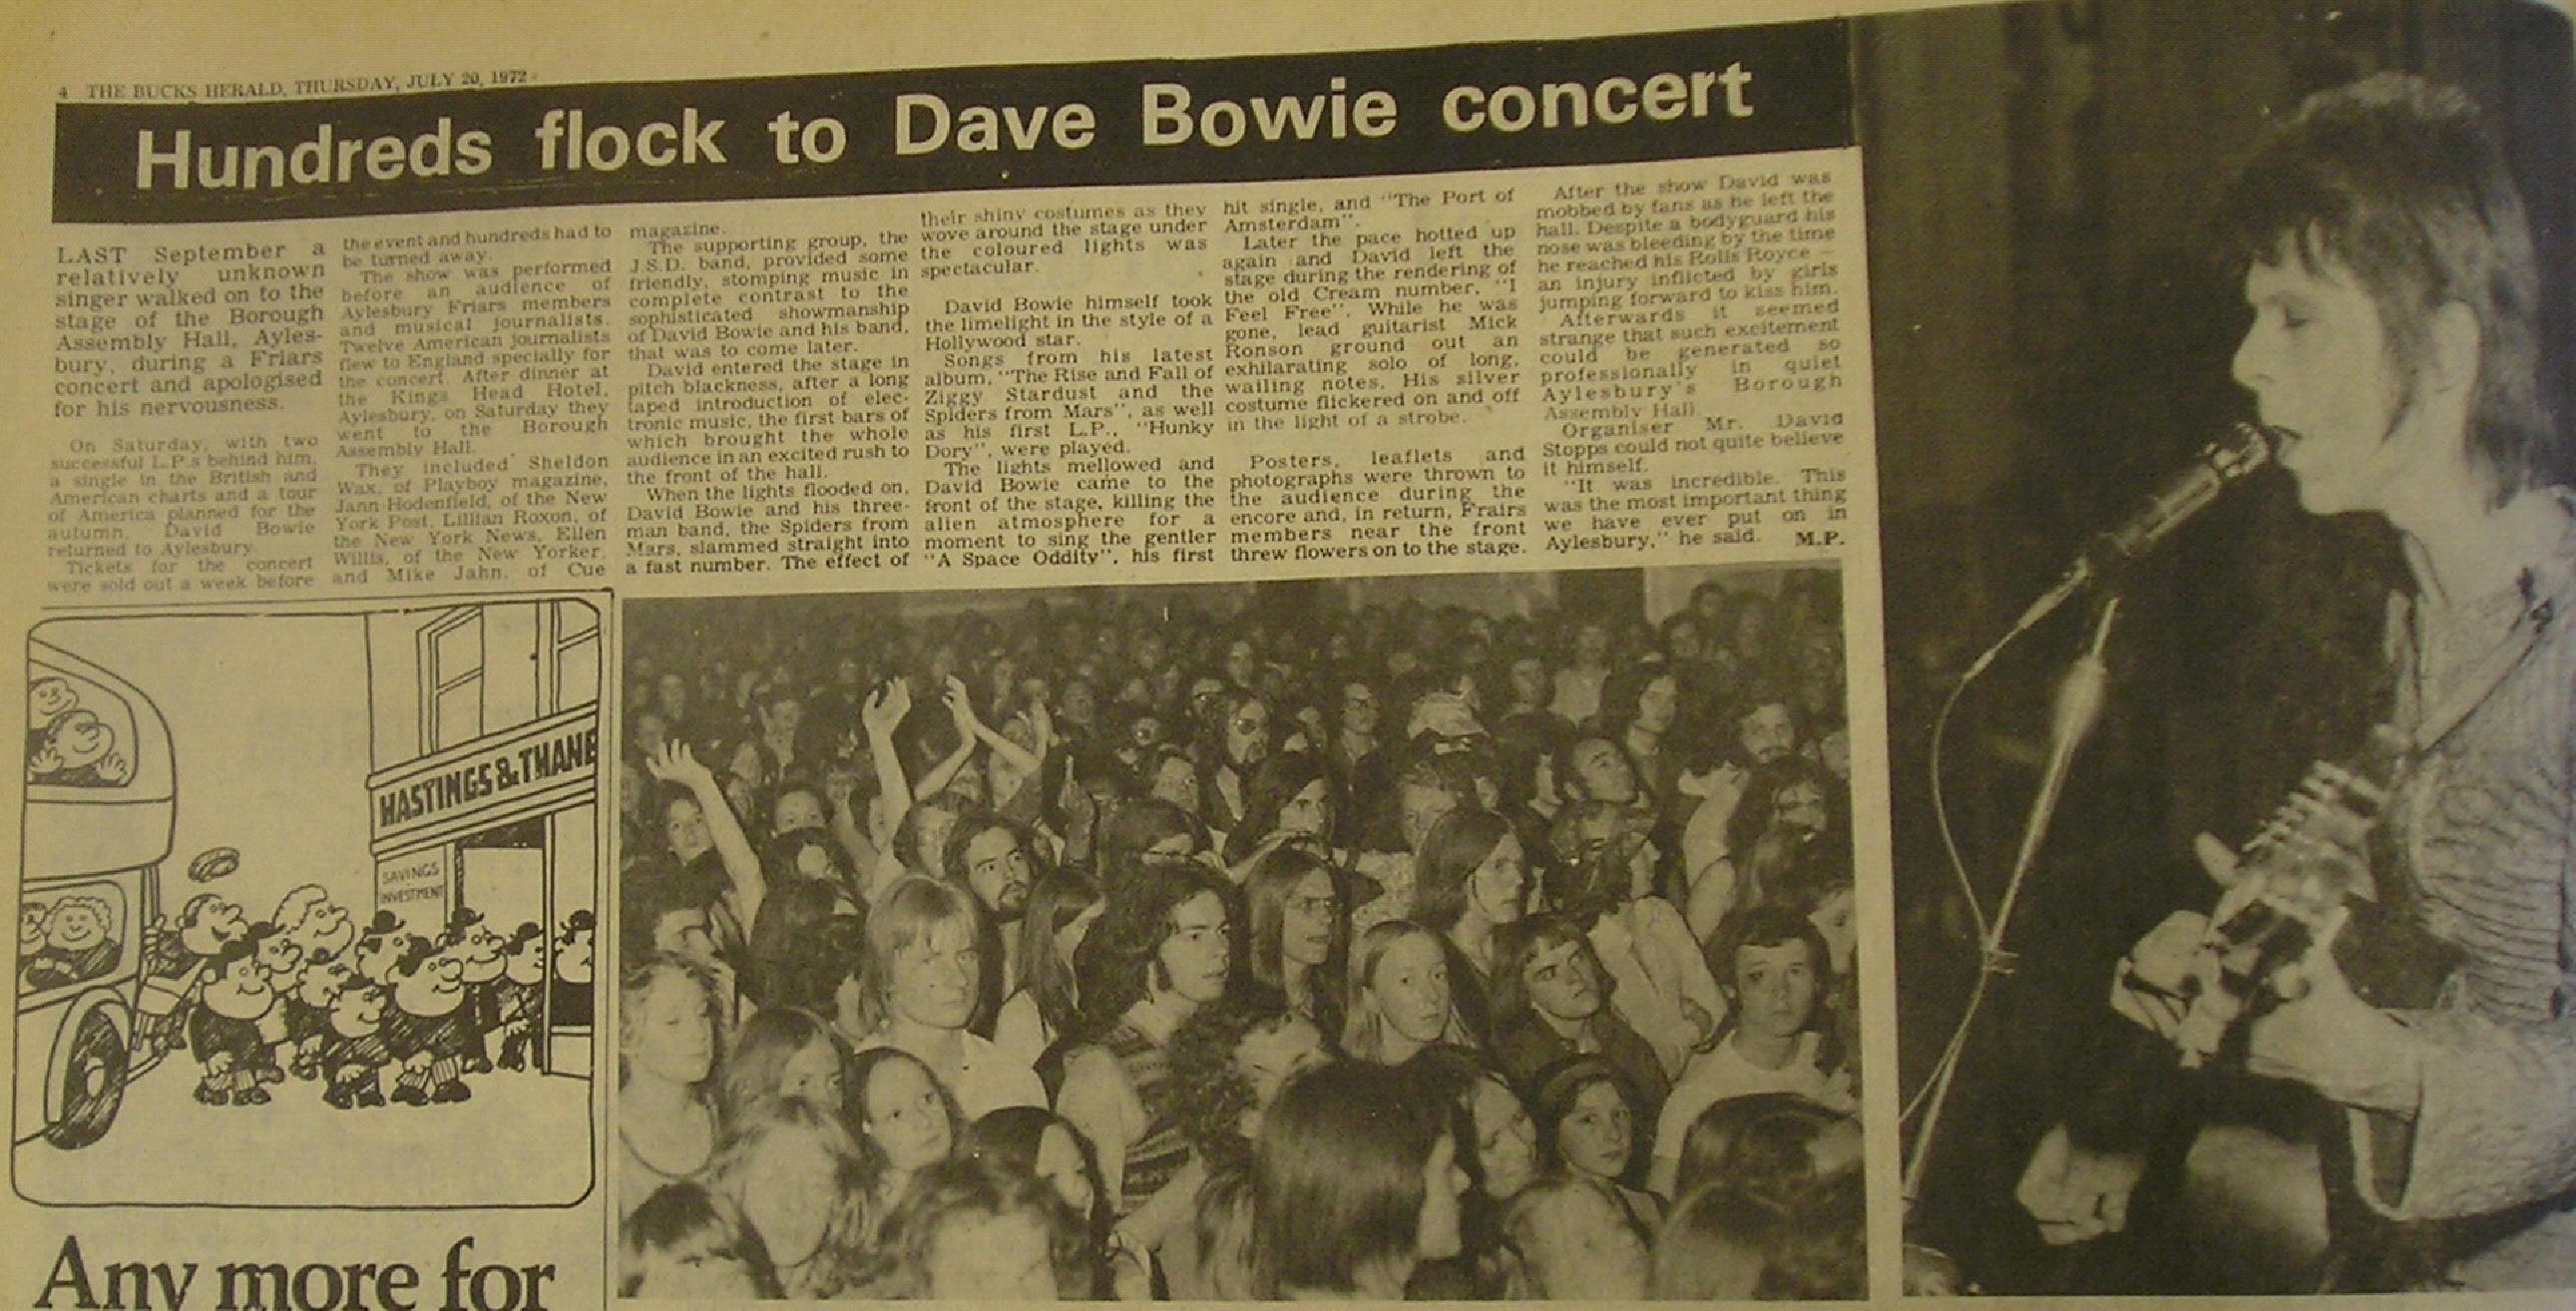 4 THE BUCKS HERALD, THURSDAY, JULY 20, 1972
Hundreds flock to Dave Bowie concert
LAST September a
relatively unknown
singer walked on to the
stage of the Borough
Assembly Hall, Ayles-
bury, during a Friars
concert and apologised
for his nervousness.
On Saturday, with two
successful L.P.s behind him,
a single in the British and
American charts and a tour
of America planned for the
autumn, David Bowie
returned to Aylesbury.
Tickets for the concert
were sold out a week before
the event and hundreds had to
be turned away.
The show was performed
before an audience of
Aylesbury Friars members
and musical journalists.
Twelve American journalists
flew to England specially for
the concert. After dinner at
the Kings Head Hotel,
Aylesbury, on Saturday they
went to the Borough
Assembly Hall.
They included Sheldon
Wax, of Playboy magazine,
Jann Hodenfield, of the New
York Post, Lillian Roxon, of
the New York News, Ellen
Willis, of the New Yorker,
and Mike Jahn, of Cue
magazine.
The supporting group, the
J.S.D. band, provided some
friendly, stomping music in
complete contrast to the
sophisticated showmanship
of David Bowie and his band,
that was to come later.
David entered the stage in
pitch blackness, after a long
taped introduction of elec-
tronic music, the first bars of
which brought the whole
audience in an excited rush to
the front of the hall.
When the lights flooded on,
David Bowie and his three-
man band, the Spiders from
Mars, slammed straight into
a fast number. The effect of
their shiny costumes as they
wove around the stage under
the coloured lights was
spectacular.
David Bowie himself took
the limelight in the style of a
Hollywood star.
Songs from his latest
album, "The Rise and Fall of
Ziggy Stardust and the
Spiders from Mars", as well
as his first L.P., "Hunky
Dory", were played.
The lights mellowed and
David Bowie came to the
front of the stage, killing the
alien atmosphere for a
moment to sing the gentler
"A Space Oddity", his first
hit single, and "The Port of
Amsterdam".
Later the pace hotted up
again and David left the
stage during the rendering of
the old Cream number, "I
Feel Free". While he was
gone, lead guitarist Mick
Ronson ground out an
exhilarating solo of long,
wailing notes. His silver
costume flickered on and off
in the light of a strobe.
Posters, leaflets and
photographs were thrown to
the audience during the
encore and, in return, Friars
members near the front
threw flowers on to the stage.
After the show David was
mobbed by fans as he left the
hall. Despite a bodyguard his
nose was bleeding by the time
he reached his Rolls Royce —
an injury inflicted by girls
jumping forward to kiss him.
Afterwards it seemed
strange that such excitement
could be generated so
professionally in quiet
Aylesbury's Borough
Assembly Hall.
Organiser Mr. David
Stopps could not quite believe
it himself.
"It was incredible. This
was the most important thing
we have ever put on in
Aylesbury," he said. M.P.
HASTINGS & THANE
SAVINGS
INVESTMENT
Any more for